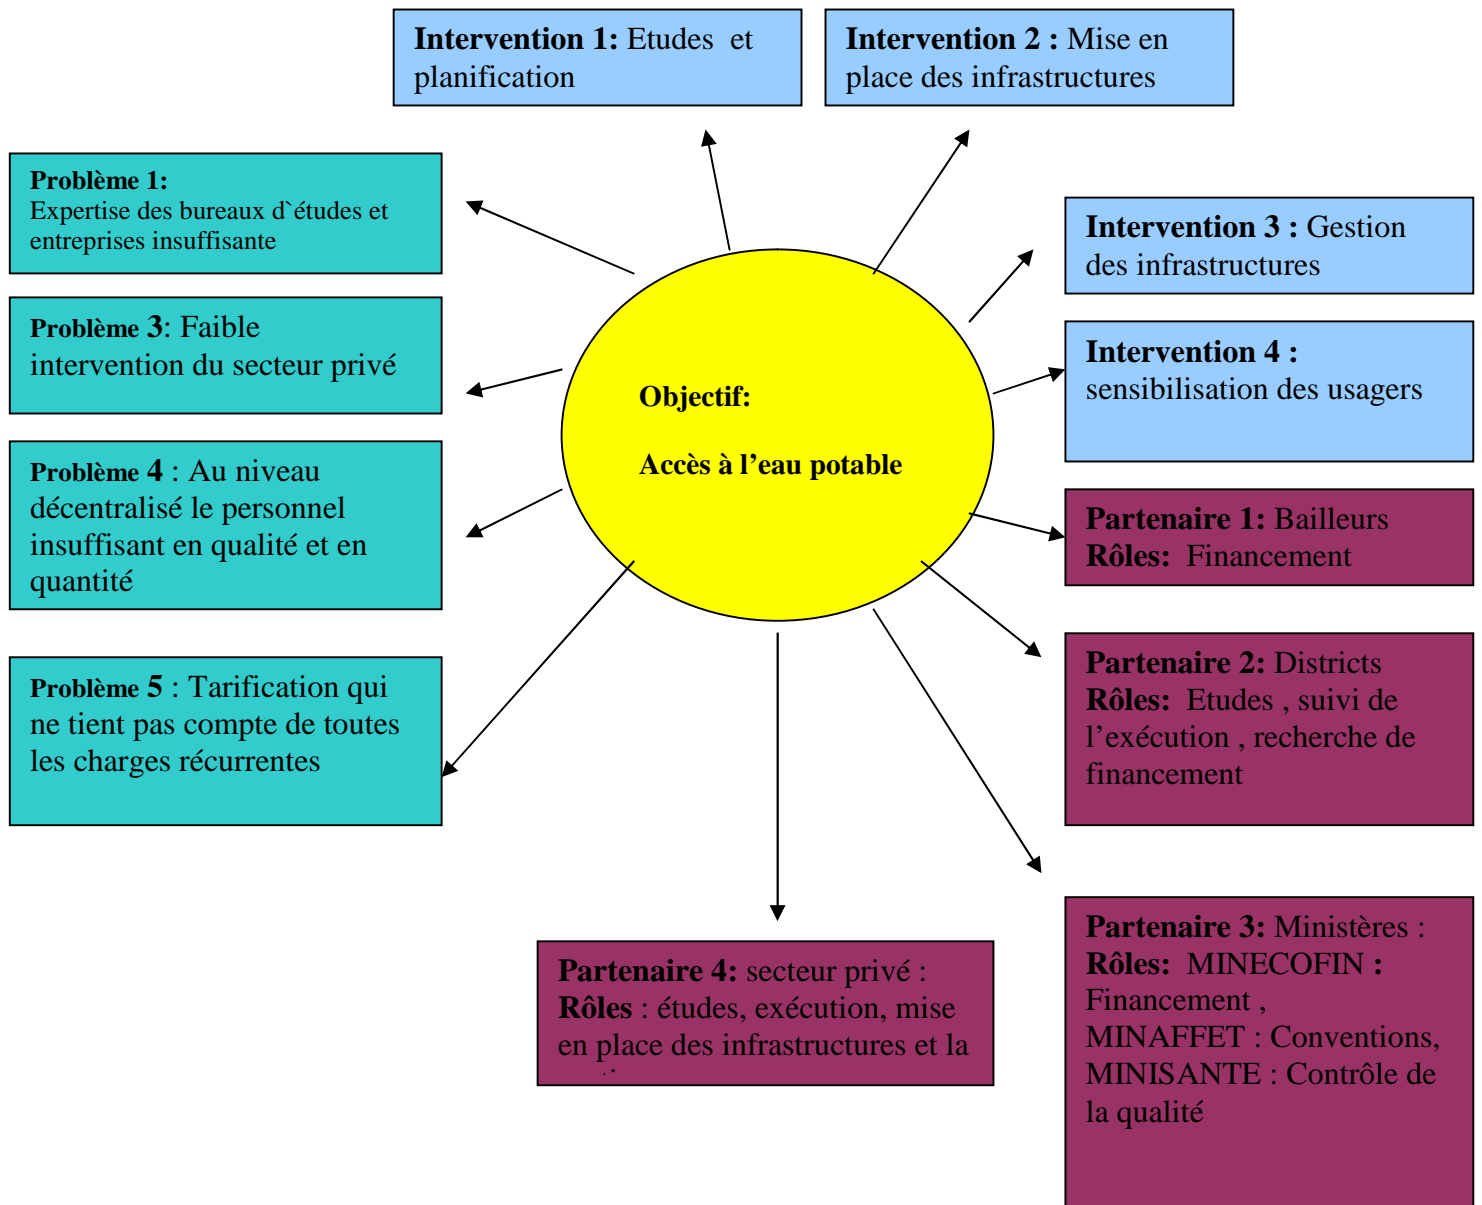 Intervention 1: Etudes et
planification
Intervention 2 : Mise en
place des infrastructures
Problème 1:
Expertise des bureaux d`études et
entreprises insuffisante
Intervention 3 : Gestion
des infrastructures
Problème 3: Faible
intervention du secteur privé
Intervention 4 :
sensibilisation des usagers
Objectif:
Accès à l’eau potable
Problème 4 : Au niveau
décentralisé le personnel
insuffisant en qualité et en
quantité
Partenaire 1: Bailleurs
Rôles: Financement
Partenaire 2: Districts
Rôles: Etudes , suivi de
l’exécution , recherche de
financement
Problème 5 : Tarification qui
ne tient pas compte de toutes
les charges récurrentes
Partenaire 3: Ministères :
Rôles: MINECOFIN :
Financement ,
MINAFFET : Conventions,
MINISANTE : Contrôle de
la qualité
Partenaire 4: secteur privé :
Rôles : études, exécution, mise
en place des infrastructures et la